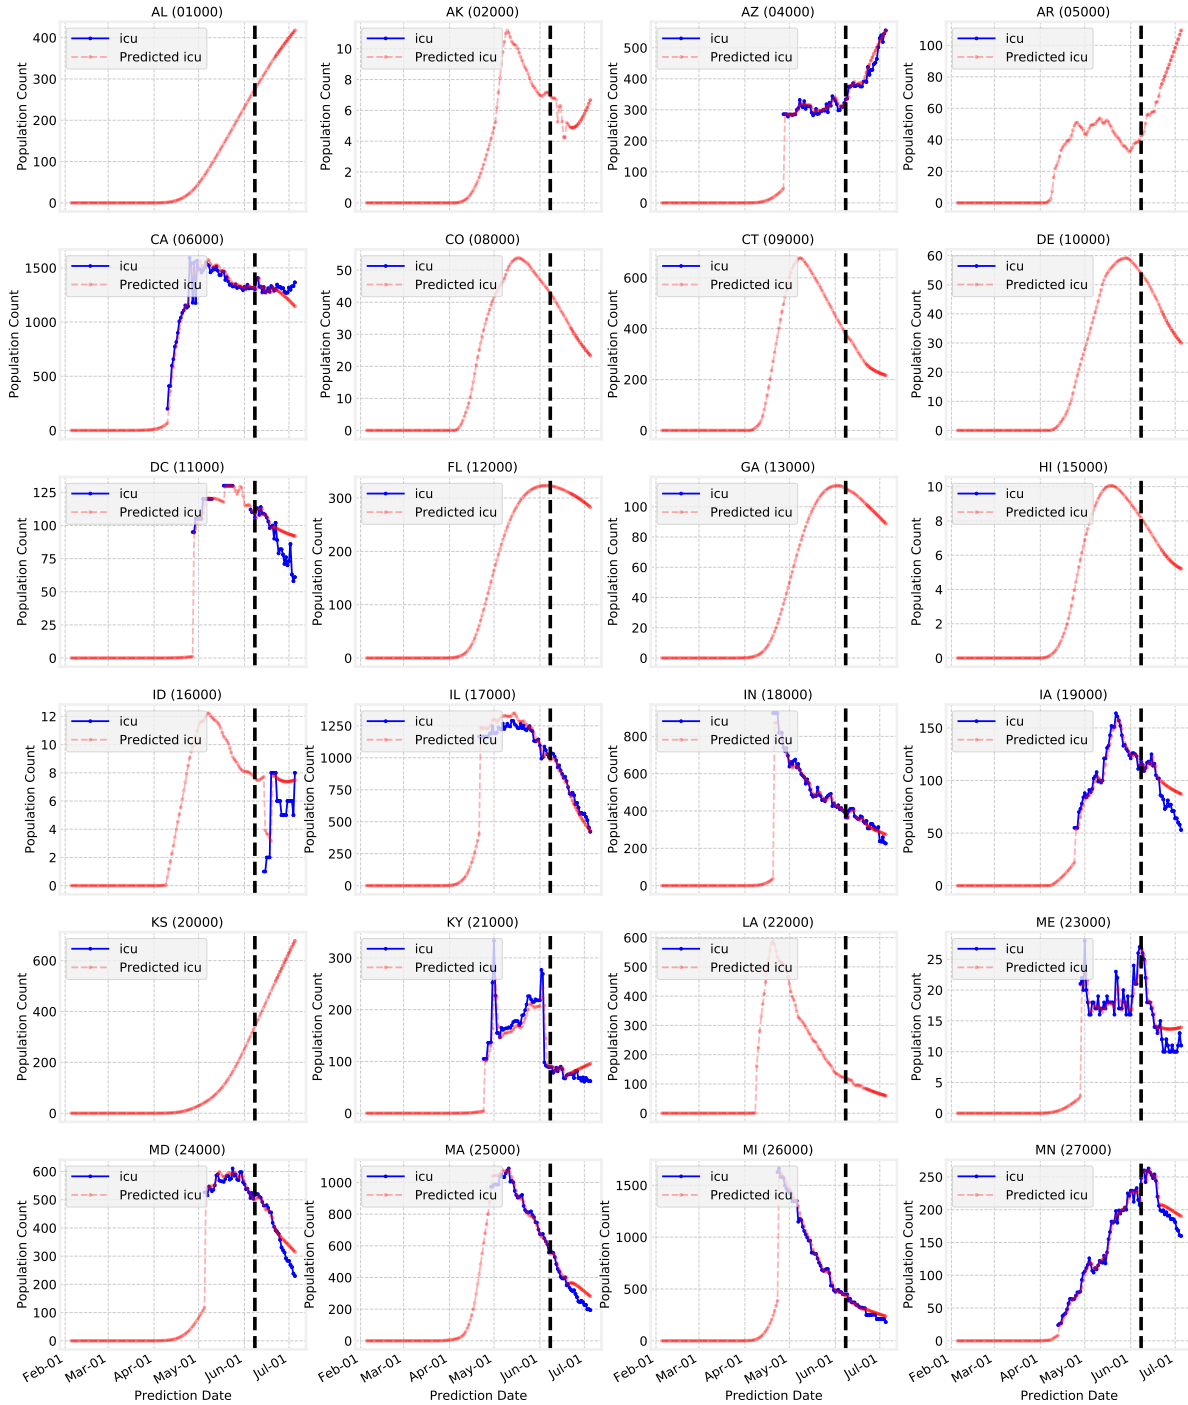 AL (01000)
Population Count
400
300
200
100
0
icu
Predicted icu
AK (02000)
Population Count
10
8
6
4
2
0
icu
Predicted icu
AZ (04000)
Population Count
500
400
300
200
100
0
icu
Predicted icu
AR (05000)
Population Count
100
80
60
40
20
0
icu
Predicted icu
CA (06000)
Population Count
1500
1000
500
0
icu
Predicted icu
CO (08000)
Population Count
50
40
30
20
10
0
icu
Predicted icu
CT (09000)
Population Count
600
400
200
0
icu
Predicted icu
DE (10000)
Population Count
60
50
40
30
20
10
0
icu
Predicted icu
DC (11000)
Population Count
125
100
75
50
25
0
icu
Predicted icu
FL (12000)
Population Count
300
200
100
0
icu
Predicted icu
GA (13000)
Population Count
100
80
60
40
20
0
icu
Predicted icu
HI (15000)
Population Count
10
8
6
4
2
0
icu
Predicted icu
ID (16000)
Population Count
12
10
8
6
4
2
0
icu
Predicted icu
IL (17000)
Population Count
1250
1000
750
500
250
0
icu
Predicted icu
IN (18000)
Population Count
800
600
400
200
0
icu
Predicted icu
IA (19000)
Population Count
150
100
50
0
icu
Predicted icu
KS (20000)
Population Count
600
400
200
0
icu
Predicted icu
KY (21000)
Population Count
300
200
100
0
icu
Predicted icu
LA (22000)
Population Count
600
500
400
300
200
100
0
icu
Predicted icu
ME (23000)
Population Count
25
20
15
10
5
0
icu
Predicted icu
MD (24000)
Population Count
600
500
400
300
200
100
0
icu
Predicted icu
Feb-01 Mar-01 Apr-01 May-01 Jun-01 Jul-01
Prediction Date
MA (25000)
Population Count
1000
800
600
400
200
0
icu
Predicted icu
Feb-01 Mar-01 Apr-01 May-01 Jun-01 Jul-01
Prediction Date
MI (26000)
Population Count
1500
1000
500
0
icu
Predicted icu
Feb-01 Mar-01 Apr-01 May-01 Jun-01 Jul-01
Prediction Date
MN (27000)
Population Count
250
200
150
100
50
0
icu
Predicted icu
Feb-01 Mar-01 Apr-01 May-01 Jun-01 Jul-01
Prediction Date